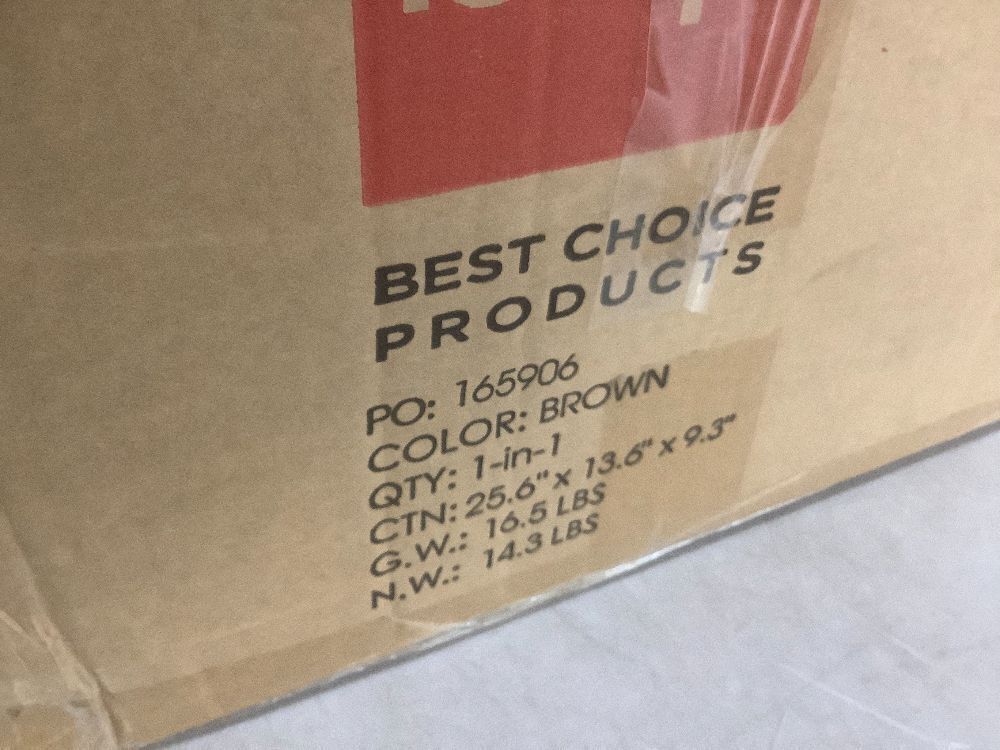 BEST CHOICE
PRODUCTS
PO: 165906
COLOR: BROWN
QTY: 1-in-1
CTN: 25.6" x 13.6" x 9.3"
G.W.: 16.5 LBS
N.W.: 14.3 LBS